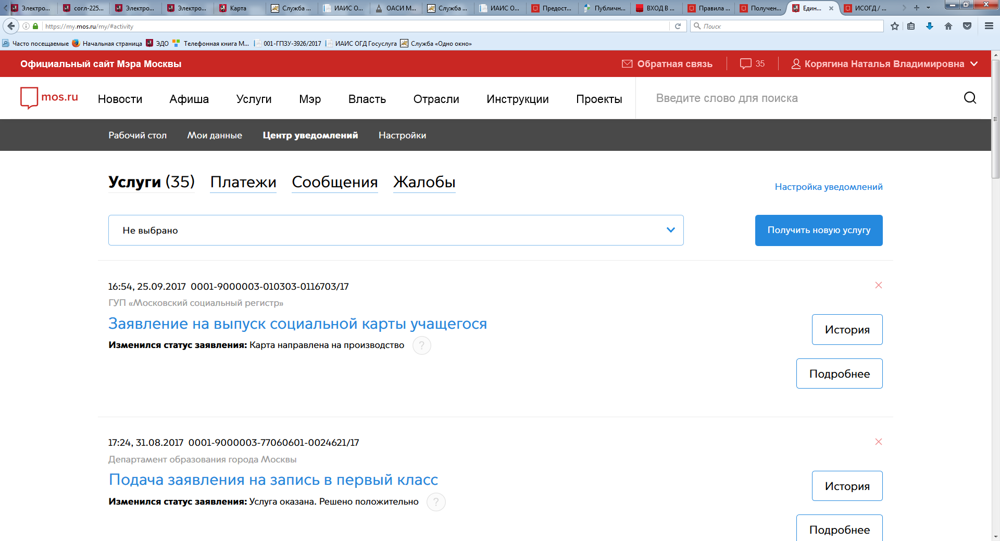 Электро...
согл-225...
Электро...
Электро...
Карта
Служба ...
ИАИС О...
ОАСИ М...
Служба ...
ИАИС О...
Предост...
Публичн...
ВХОД В ...
Правила ...
Получен...
Един...
ИСОГД / ...
https://my.mos.ru/my/#activity
Поиск
Часто посещаемые
Начальная страница
ЭДО
Телефонная книга М...
001-ГПЗУ-3926/2017
ИАИС ОГД Госуслуга
Служба «Одно окно»
Официальный сайт Мэра Москвы
Обратная связь
35
Корягина Наталья Владимировна
mos.ru
Новости
Афиша
Услуги
Мэр
Власть
Отрасли
Инструкции
Проекты
Введите слово для поиска
Рабочий стол
Мои данные
Центр уведомлений
Настройки
Услуги (35)
Платежи
Сообщения
Жалобы
Настройка уведомлений
Не выбрано
Получить новую услугу
16:54, 25.09.2017 0001-9000003-010303-0116703/17
ГУП «Московский социальный регистр»
Заявление на выпуск социальной карты учащегося
Изменился статус заявления: Карта направлена на производство ?
История
Подробнее
17:24, 31.08.2017 0001-9000003-77060601-0024621/17
Департамент образования города Москвы
Подача заявления на запись в первый класс
Изменился статус заявления: Услуга оказана. Решено положительно ?
История
Подробнее